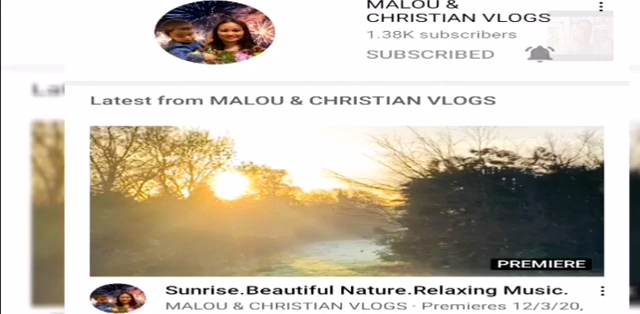 MALOU &
CHRISTIAN VLOGS
1.38K subscribers
SUBSCRIBED
Latest from MALOU & CHRISTIAN VLOGS
PREMIERE
Sunrise.Beautiful Nature.Relaxing Music.
MALOU & CHRISTIAN VLOGS · Premieres 12/3/20,